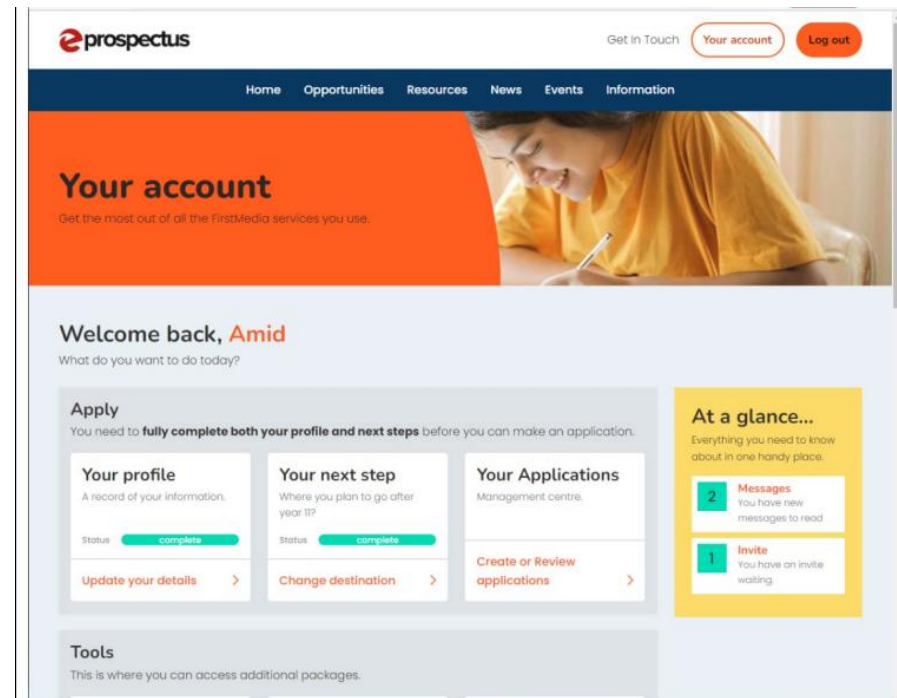 eprospectus
Get In Touch
Your account
Log out
Home Opportunities Resources News Events Information
Your account
Get the most out of all the FirstMedia services you use.
Welcome back, Amid
What do you want to do today?
Apply
You need to fully complete both your profile and next steps before you can make an application.
Your profile
A record of your information.
Status complete
Update your details >
Your next step
Where you plan to go after
year 11?
Status complete
Change destination >
Your Applications
Management centre.
Create or Review
applications >
At a glance...
Everything you need to know
about in one handy place.
2 Messages
You have new
messages to read
1 Invite
You have an invite
waiting.
Tools
This is where you can access additional packages.